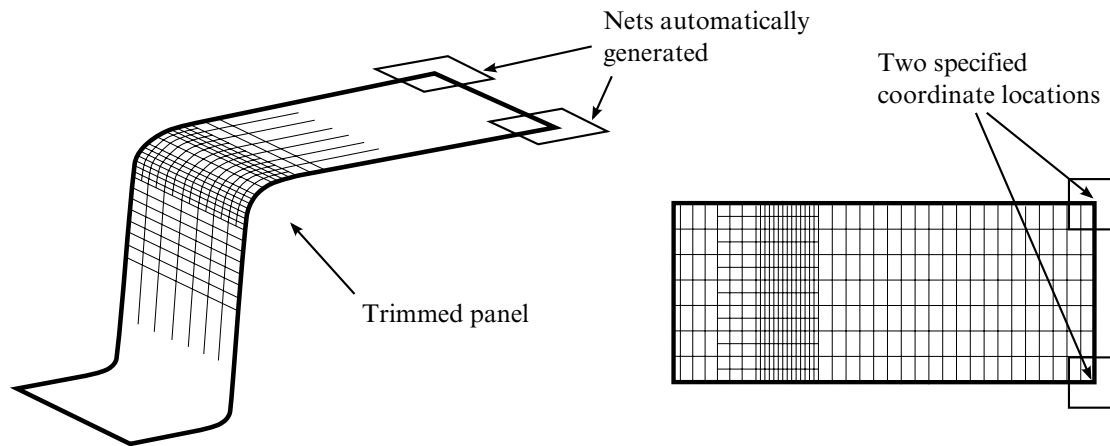 Nets automatically
generated
Two specified
coordinate locations
Trimmed panel